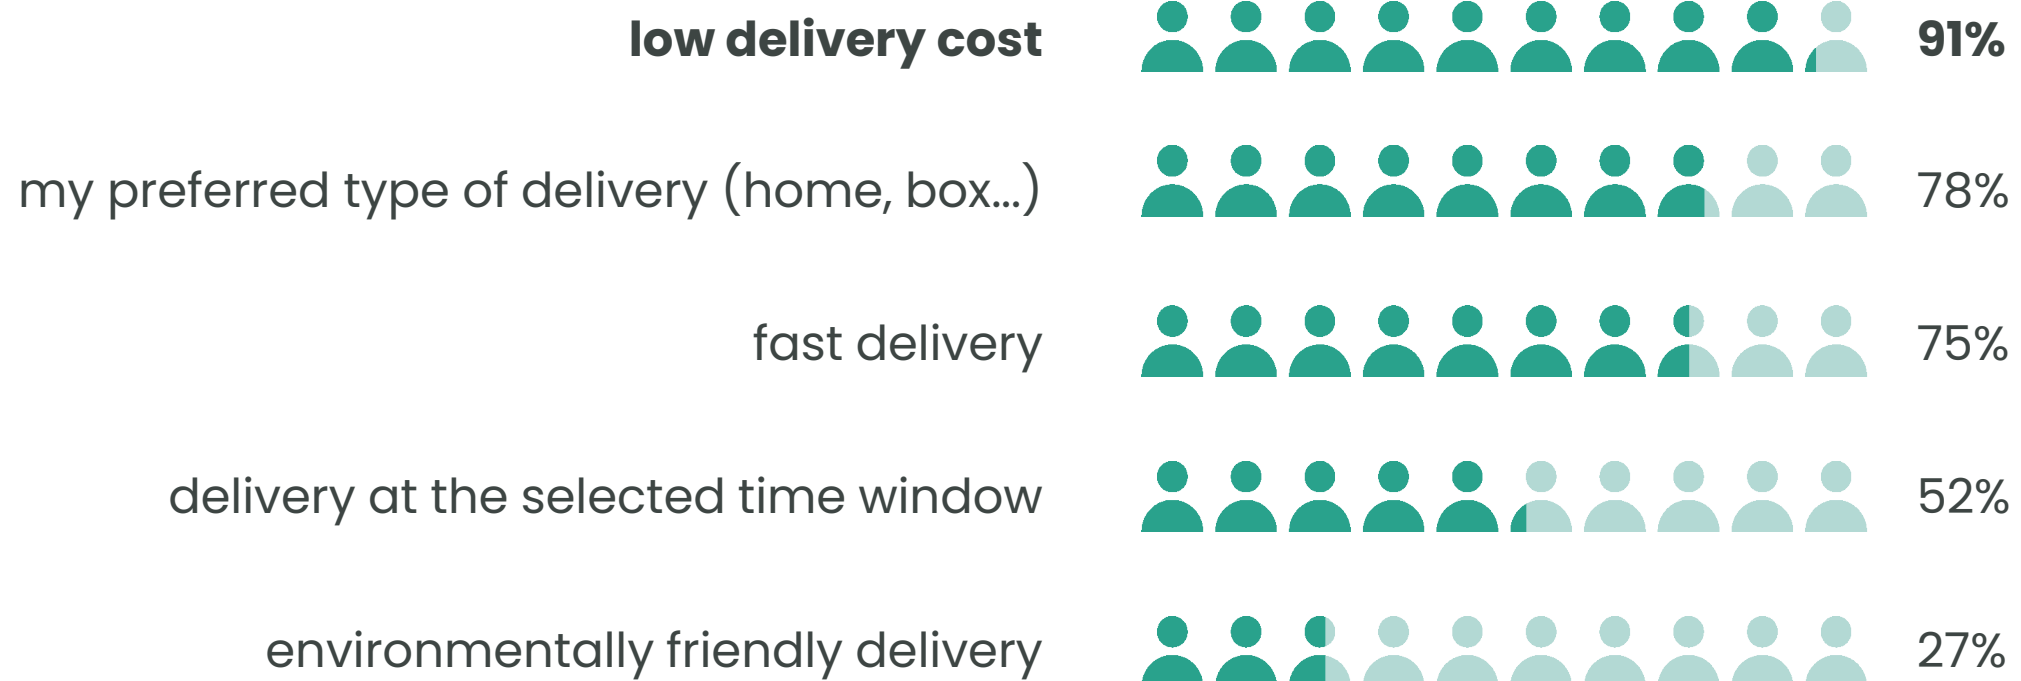 low delivery cost 91%
my preferred type of delivery (home, box...) 78%
fast delivery 75%
delivery at the selected time window 52%
environmentally friendly delivery 27%